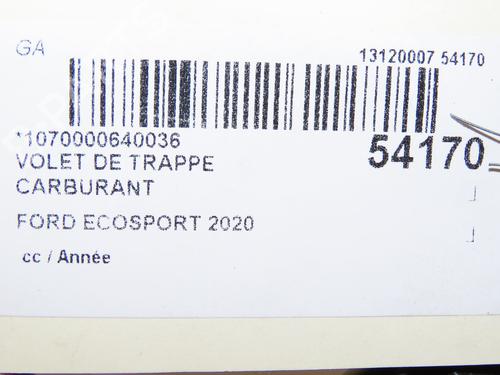 GA
13120007 54170
*1070000640036
54170
VOLET DE TRAPPE
CARBURANT
FORD ECOSPORT 2020
cc / Année